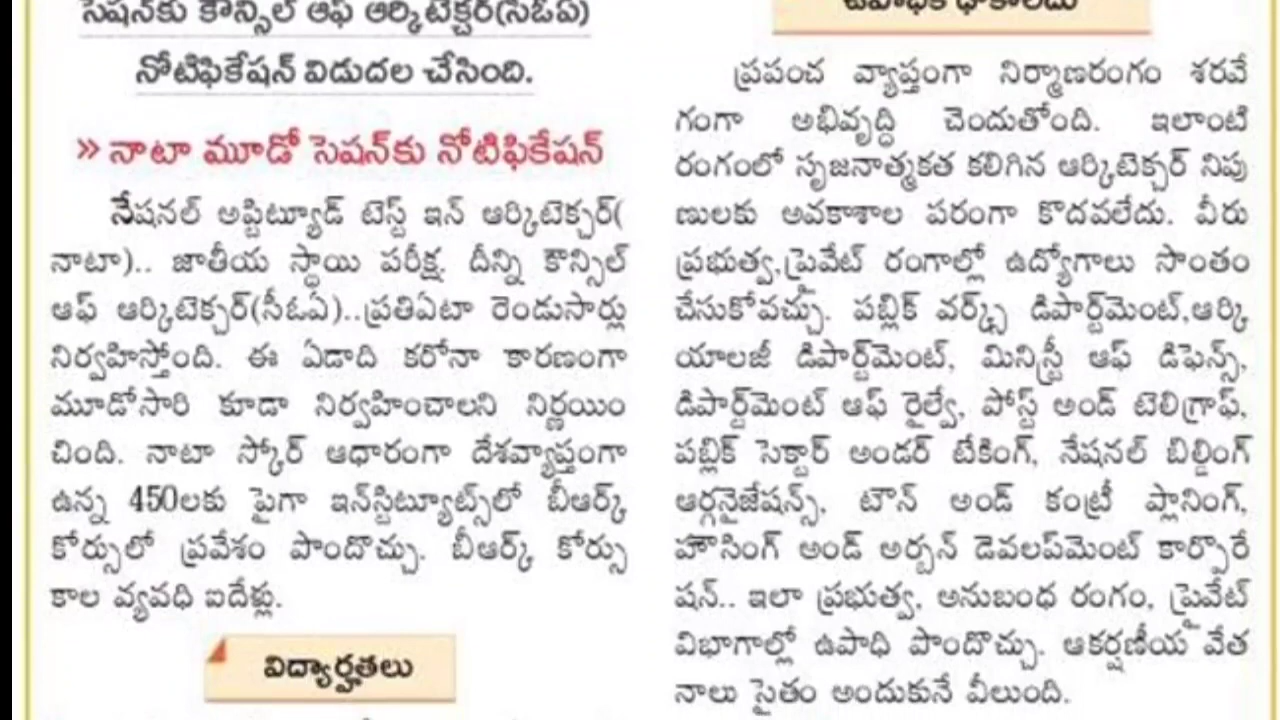 సెషన్‌కు కౌన్సిల్ ఆఫ్ ఆర్కిటెక్చర్(సీఓఏ)
నోటిఫికేషన్ విడుదల చేసింది.
» నాటా మూడో సెషన్‌కు నోటిఫికేషన్
నేషనల్ అప్టిట్యూడ్ టెస్ట్ ఇన్ ఆర్కిటెక్చర్(
నాటా).. జాతీయ స్థాయి పరీక్ష. దీన్ని కౌన్సిల్
ఆఫ్ ఆర్కిటెక్చర్(సీఓఏ)..ప్రతిఏటా రెండుసార్లు
నిర్వహిస్తోంది. ఈ ఏడాది కరోనా కారణంగా
మూడోసారి కూడా నిర్వహించాలని నిర్ణయిం
చింది. నాటా స్కోర్ ఆధారంగా దేశవ్యాప్తంగా
ఉన్న 450లకు పైగా ఇన్‌స్టిట్యూట్స్‌లో బీఆర్క్
కోర్సులో ప్రవేశం పొందొచ్చు. బీఆర్క్ కోర్సు
కాల వ్యవధి ఐదేళ్లు.
విద్యార్హతలు
ప్రపంచ వ్యాప్తంగా నిర్మాణరంగం శరవే
గంగా అభివృద్ధి చెందుతోంది. ఇలాంటి
రంగంలో సృజనాత్మకత కలిగిన ఆర్కిటెక్చర్ నిపు
ణులకు అవకాశాల పరంగా కొదవలేదు. వీరు
ప్రభుత్వ,ప్రైవేట్ రంగాల్లో ఉద్యోగాలు సొంతం
చేసుకోవచ్చు. పబ్లిక్ వర్క్స్ డిపార్ట్‌మెంట్,ఆర్కి
యాలజీ డిపార్ట్‌మెంట్, మినిస్ట్రీ ఆఫ్ డిఫెన్స్,
డిపార్ట్‌మెంట్ ఆఫ్ రైల్వే, పోస్ట్ అండ్ టెలిగ్రాఫ్,
పబ్లిక్ సెక్టార్ అండర్ టేకింగ్, నేషనల్ బిల్డింగ్
ఆర్గనైజేషన్స్, టౌన్ అండ్ కంట్రీ ప్లానింగ్,
హౌసింగ్ అండ్ అర్బన్ డెవలప్‌మెంట్ కార్పొరే
షన్.. ఇలా ప్రభుత్వ, అనుబంధ రంగం, ప్రైవేట్
విభాగాల్లో ఉపాధి పొందొచ్చు. ఆకర్షణీయ వేత
నాలు సైతం అందుకునే వీలుంది.